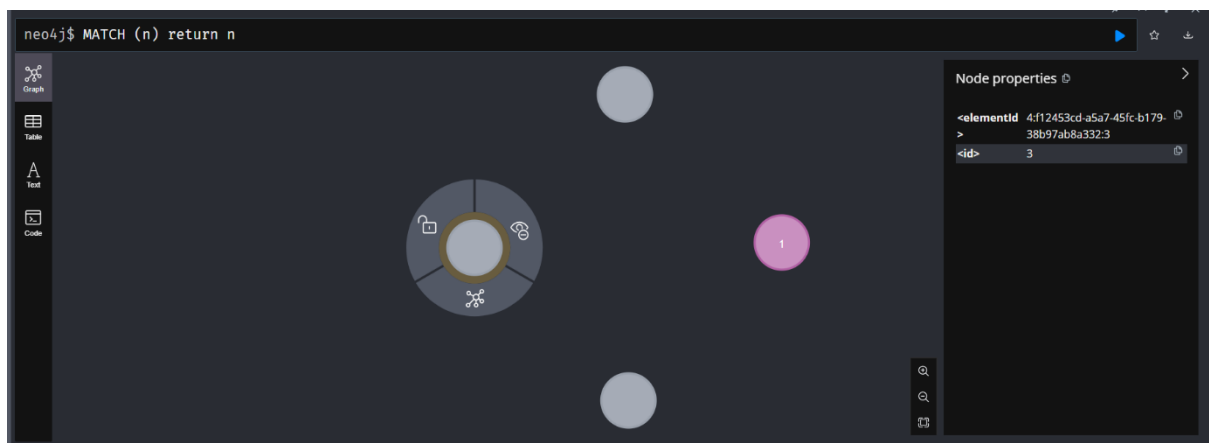 neo4j$ MATCH (n) return n
Graph
Table
A
Text
Code
1
Node properties
<elementId
>
4:f12453cd-a5a7-45fc-b179-
38b97ab8a332:3
<id> 3